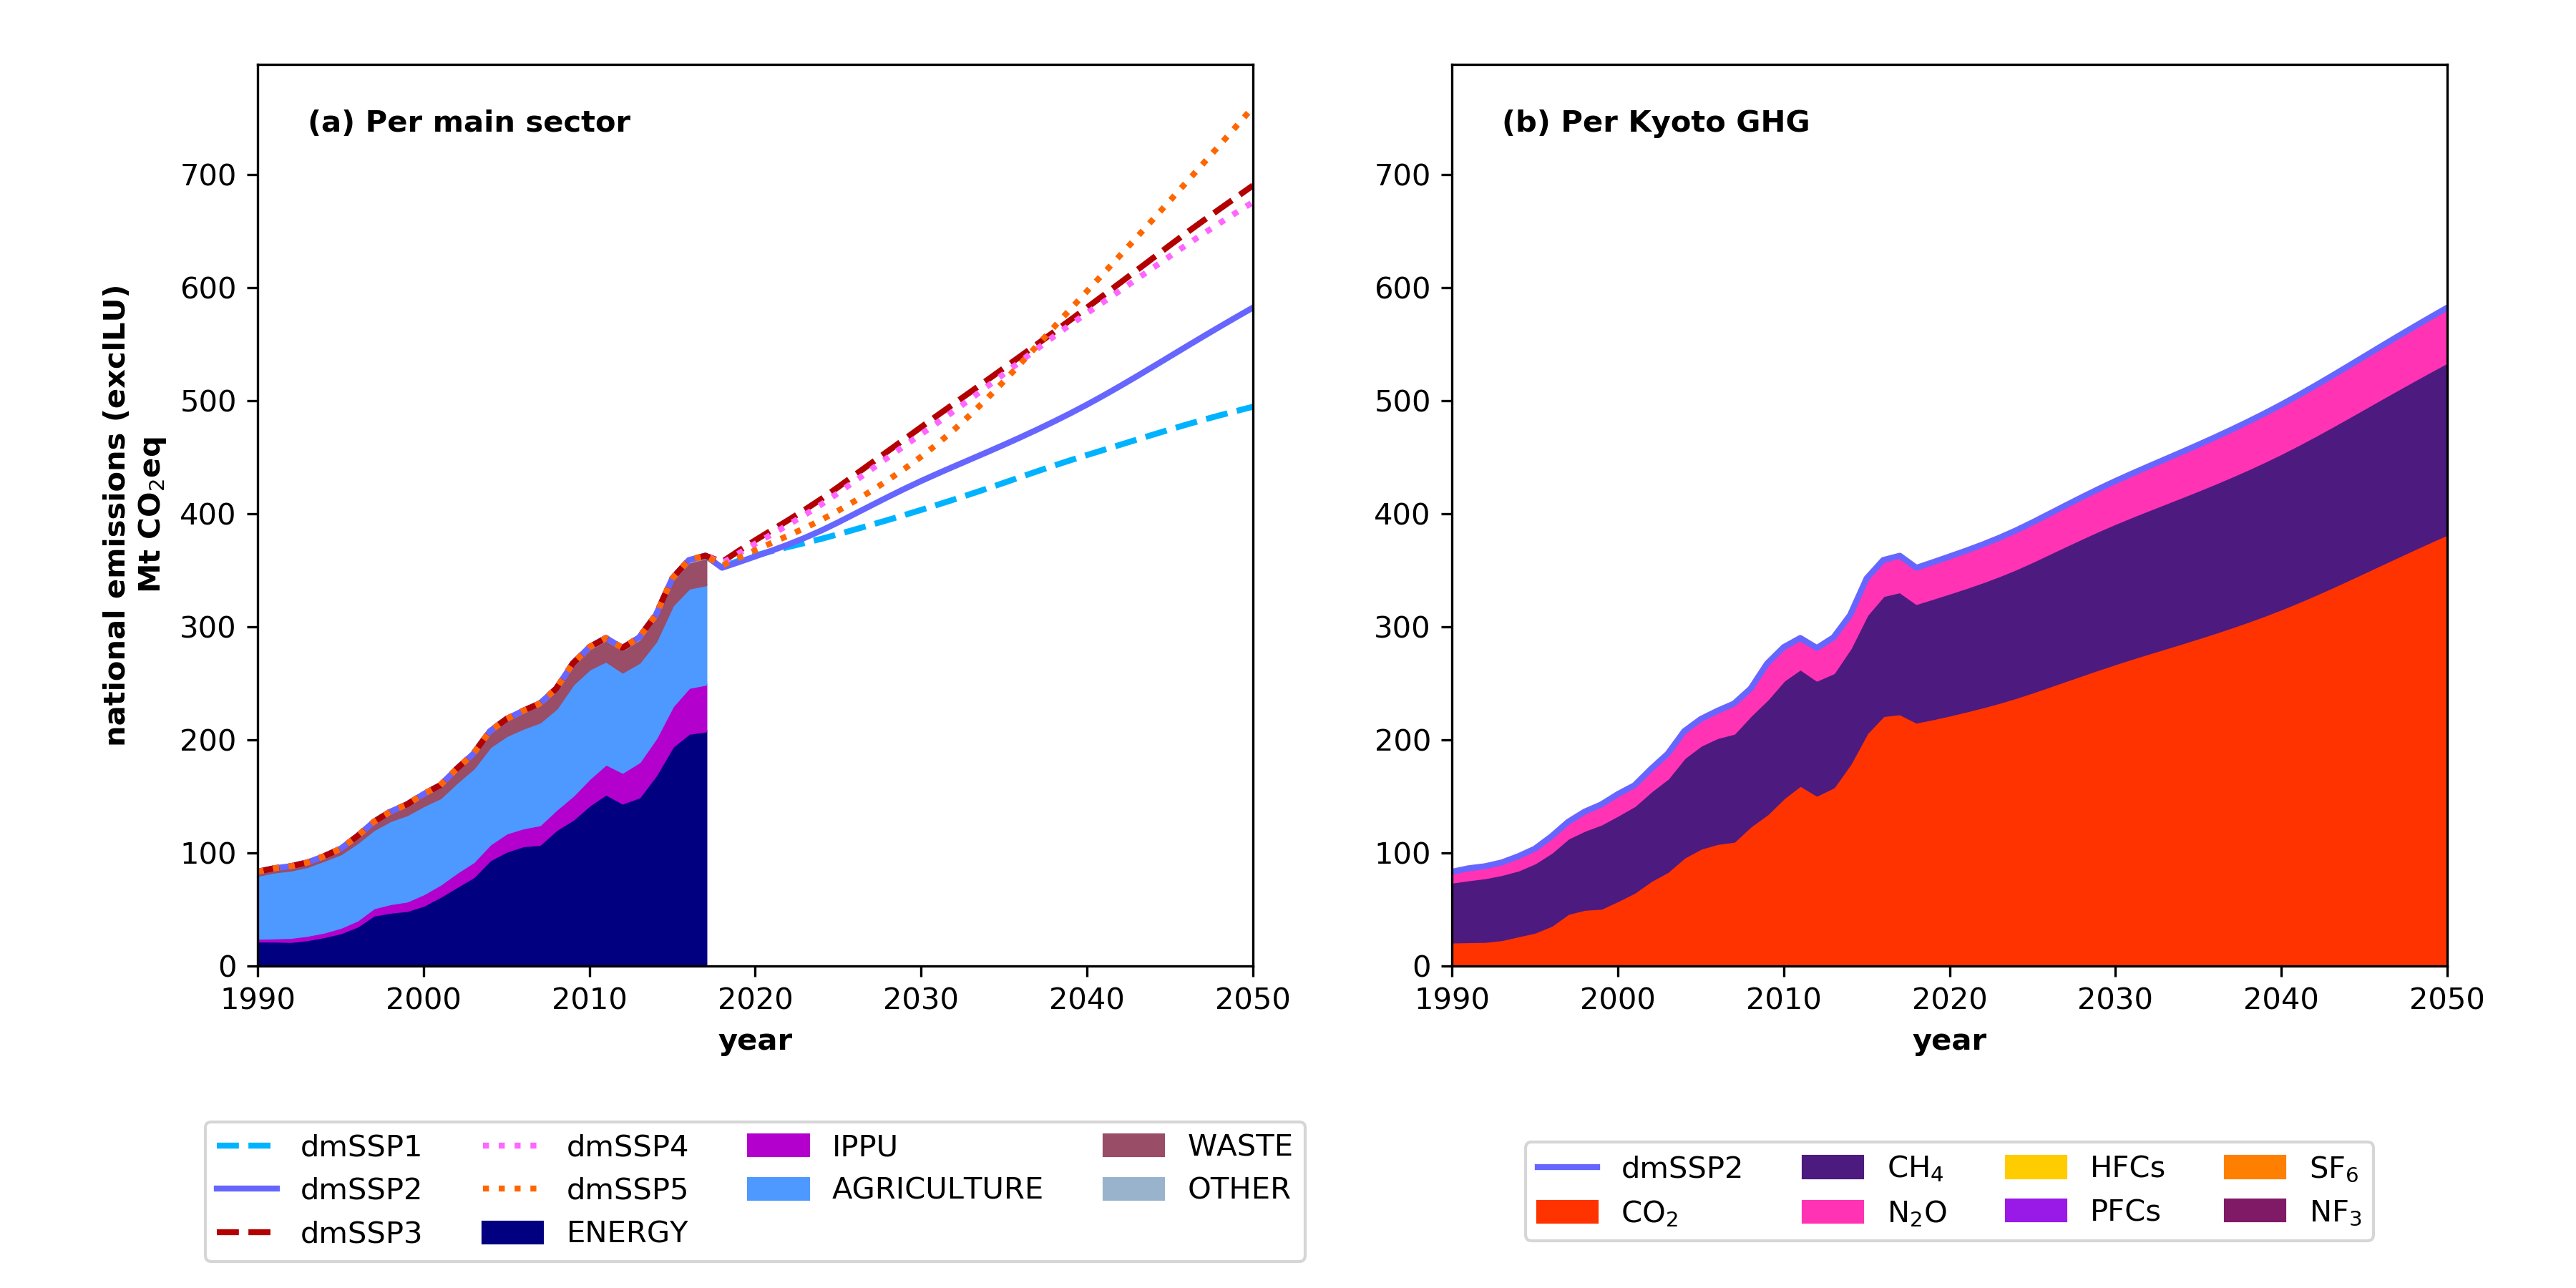 (a) Per main sector
national emissions (exclLU)
Mt CO₂eq
700
600
500
400
300
200
100
0
1990 2000 2010 2020 2030 2040 2050
year
dmSSP1 dmSSP4 IPPU WASTE
dmSSP2 dmSSP5 AGRICULTURE OTHER
dmSSP3 ENERGY
(b) Per Kyoto GHG
700
600
500
400
300
200
100
0
1990 2000 2010 2020 2030 2040 2050
year
dmSSP2 CH₄ HFCs SF₆
CO₂ N₂O PFCs NF₃